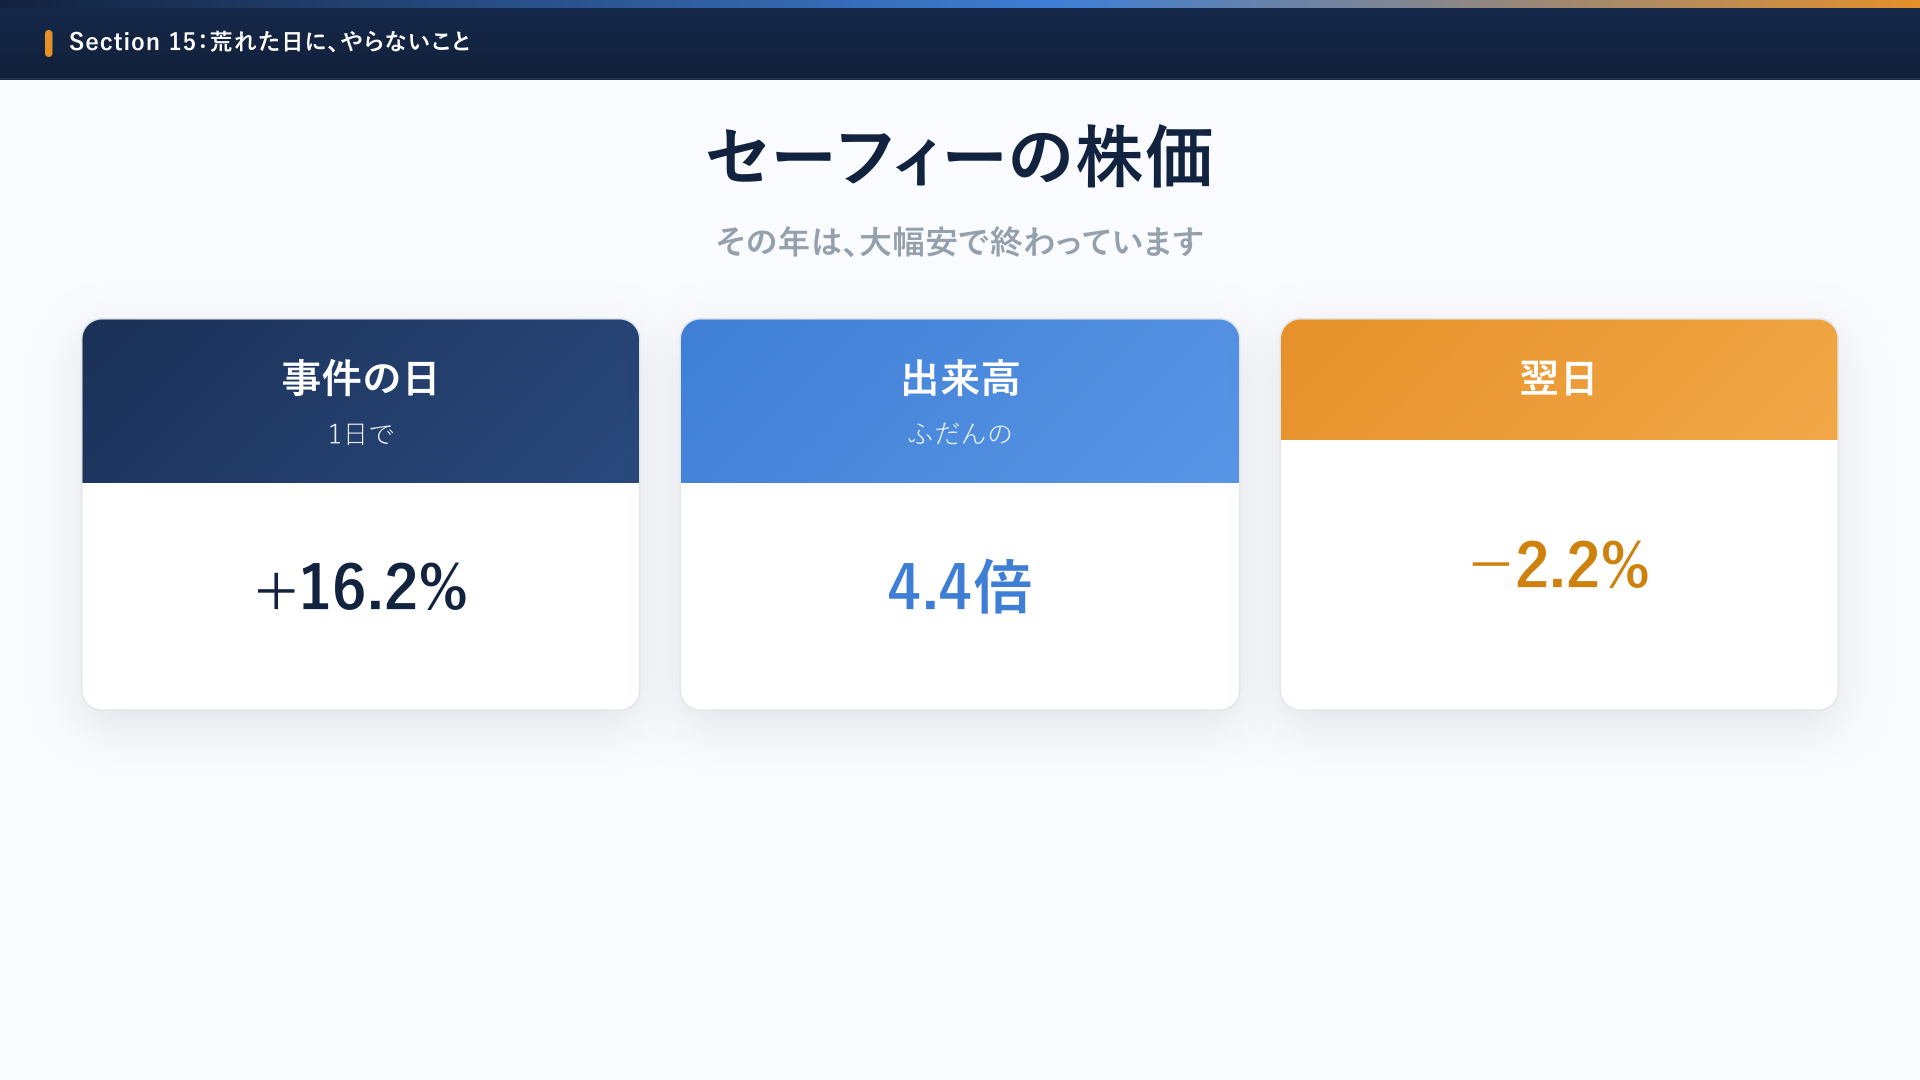 Section 15：荒れた日に、やらないこと
セーフィーの株価
その年は、大幅安で終わっています
事件の日
1日で
+16.2%
出来高
ふだんの
4.4倍
翌日
−2.2%